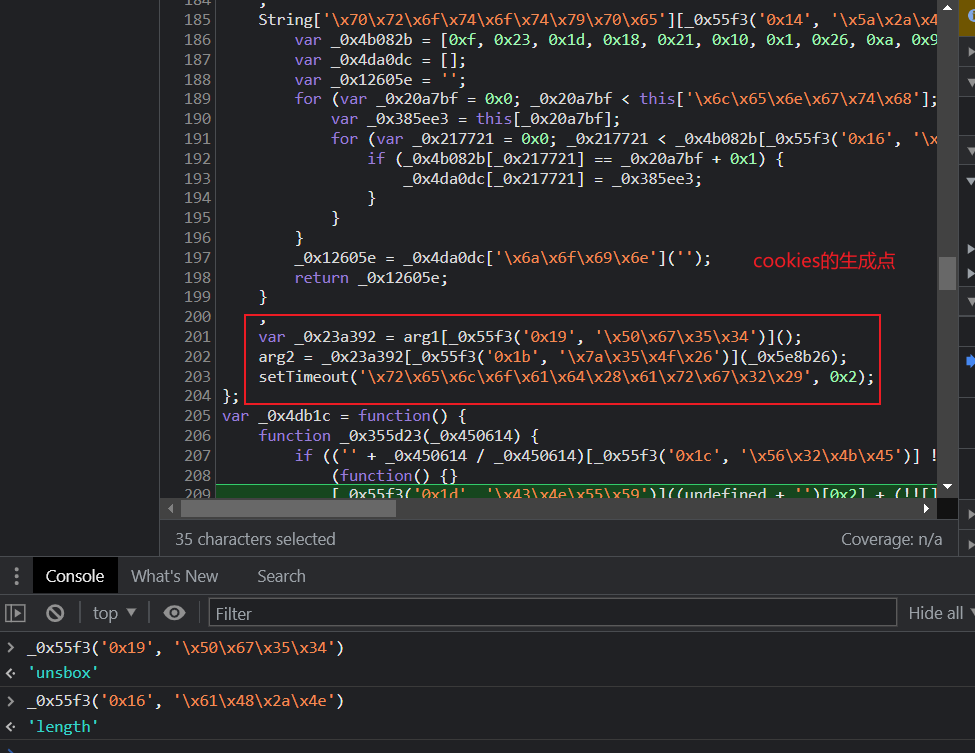 184 ;
185 String['\x70\x72\x6f\x74\x6f\x74\x79\x70\x65'][_0x55f3('0x14', '\x5a\x2a\x4
186 var _0x4b082b = [0xf, 0x23, 0x1d, 0x18, 0x21, 0x10, 0x1, 0x26, 0xa, 0x9
187 var _0x4da0dc = [];
188 var _0x12605e = '';
189 for (var _0x20a7bf = 0x0; _0x20a7bf < this['\x6c\x65\x6e\x67\x74\x68'];
190 var _0x385ee3 = this[_0x20a7bf];
191 for (var _0x217721 = 0x0; _0x217721 < _0x4b082b[_0x55f3('0x16', '\x
192 if (_0x4b082b[_0x217721] == _0x20a7bf + 0x1) {
193 _0x4da0dc[_0x217721] = _0x385ee3;
194 }
195 }
196 }
197 _0x12605e = _0x4da0dc['\x6a\x6f\x69\x6e']('');
cookies的生成点
198 return _0x12605e;
199 }
200 ;
201 var _0x23a392 = arg1[_0x55f3('0x19', '\x50\x67\x35\x34')]();
202 arg2 = _0x23a392[_0x55f3('0x1b', '\x7a\x35\x4f\x26')](_0x5e8b26);
203 setTimeout('\x72\x65\x6c\x6f\x61\x64\x28\x61\x72\x67\x32\x29', 0x2);
204 };
205 var _0x4db1c = function() {
206 function _0x355d23(_0x450614) {
207 if (('' + _0x450614 / _0x450614)[_0x55f3('0x1c', '\x56\x32\x4b\x45')] !
208 (function() {}
209 [_0x55f3('0x1d', '\x43\x4e\x55\x59')]((undefined + '')[0x2] + (!![]
35 characters selected
Coverage: n/a
Console What's New Search
top Filter Hide all
> _0x55f3('0x19', '\x50\x67\x35\x34')
'unsbox'
> _0x55f3('0x16', '\x61\x48\x2a\x4e')
'length'